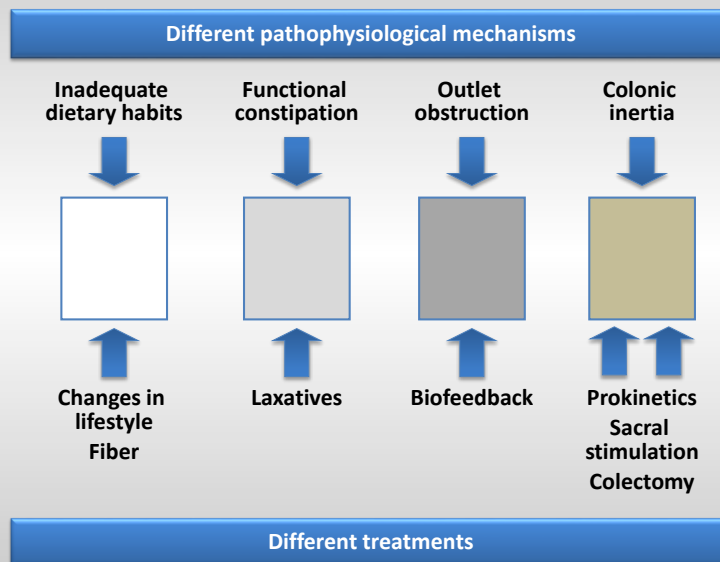 Different pathophysiological mechanisms
Inadequate
dietary habits
Functional
constipation
Outlet
obstruction
Colonic
inertia
Changes in
lifestyle
Fiber
Laxatives
Biofeedback
Prokinetics
Sacral
stimulation
Colectomy
Different treatments